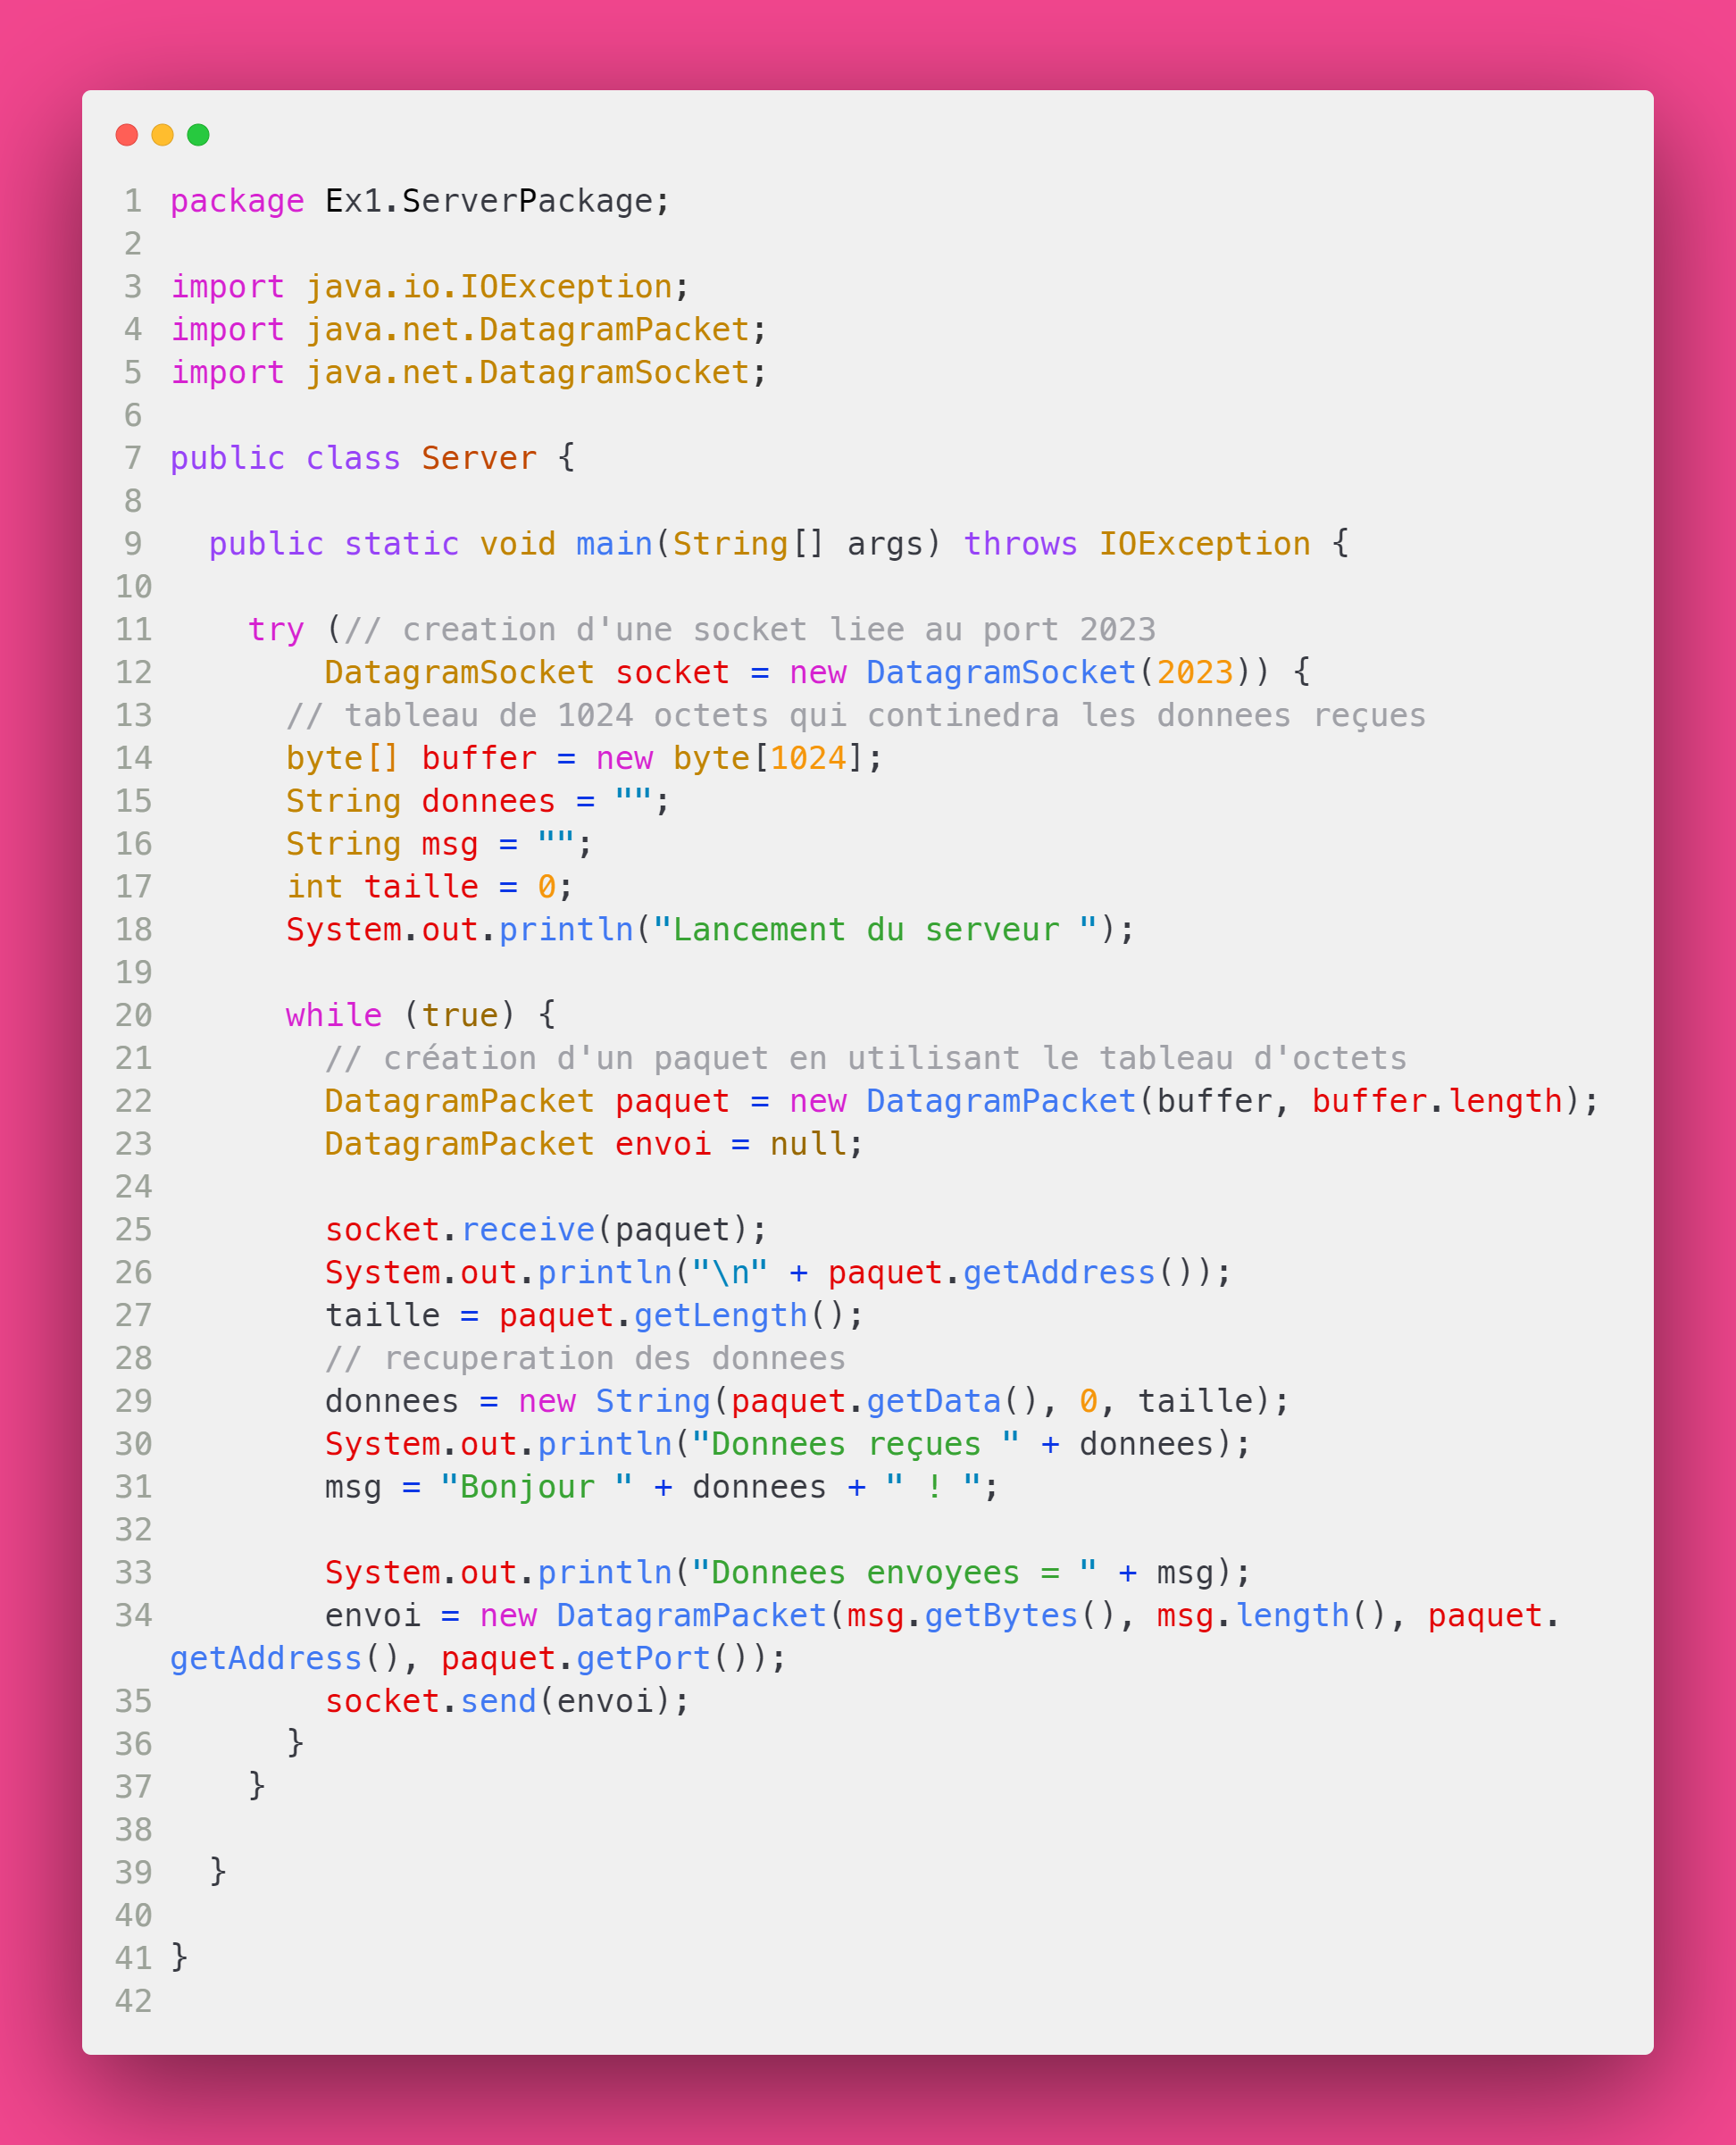 1 package Ex1.ServerPackage;
2
3 import java.io.IOException;
4 import java.net.DatagramPacket;
5 import java.net.DatagramSocket;
6
7 public class Server {
8
9   public static void main(String[] args) throws IOException {
10
11     try (// creation d'une socket liee au port 2023
12         DatagramSocket socket = new DatagramSocket(2023)) {
13       // tableau de 1024 octets qui continedra les donnees reçues
14       byte[] buffer = new byte[1024];
15       String donnees = "";
16       String msg = "";
17       int taille = 0;
18       System.out.println("Lancement du serveur ");
19
20       while (true) {
21         // création d'un paquet en utilisant le tableau d'octets
22         DatagramPacket paquet = new DatagramPacket(buffer, buffer.length);
23         DatagramPacket envoi = null;
24
25         socket.receive(paquet);
26         System.out.println("\n" + paquet.getAddress());
27         taille = paquet.getLength();
28         // recuperation des donnees
29         donnees = new String(paquet.getData(), 0, taille);
30         System.out.println("Donnees reçues " + donnees);
31         msg = "Bonjour " + donnees + " ! ";
32
33         System.out.println("Donnees envoyees = " + msg);
34         envoi = new DatagramPacket(msg.getBytes(), msg.length(), paquet.
getAddress(), paquet.getPort());
35         socket.send(envoi);
36       }
37     }
38
39   }
40
41 }
42